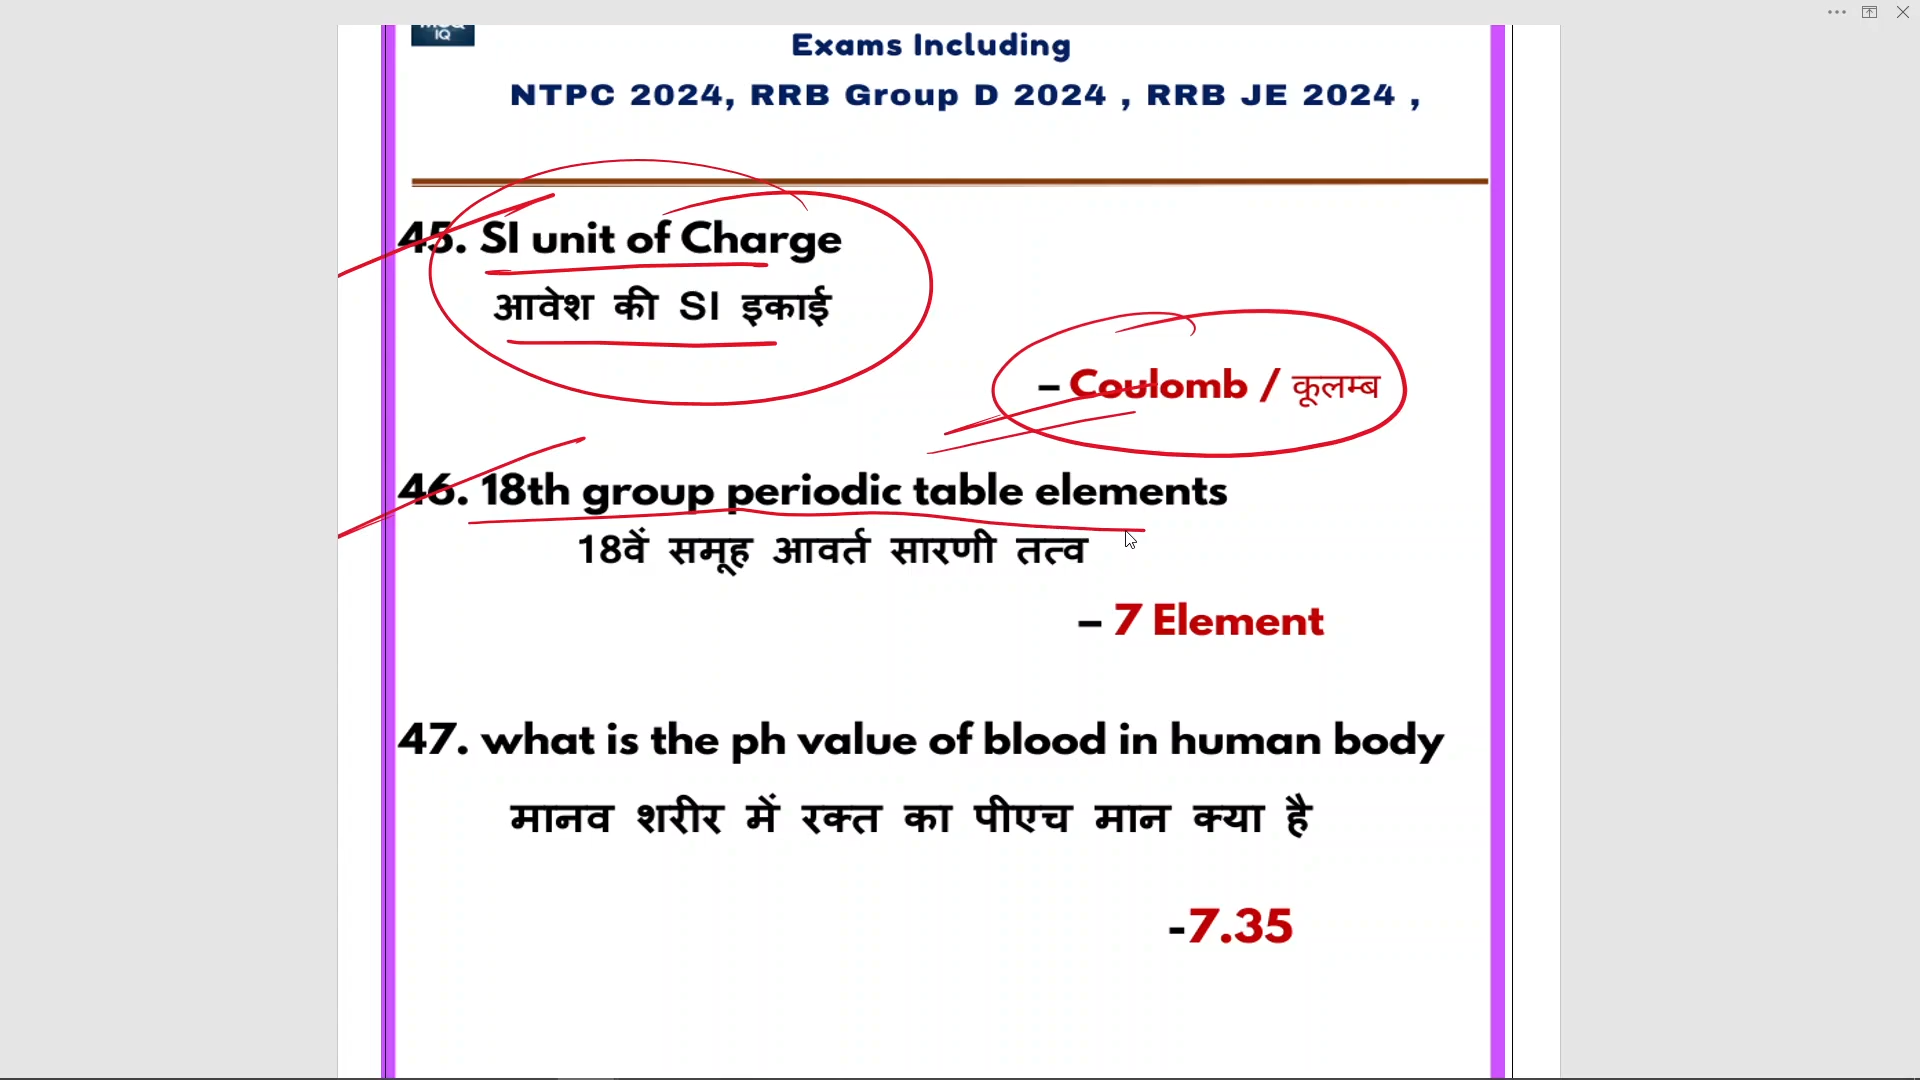 IQ
Exams Including
NTPC 2024, RRB Group D 2024 , RRB JE 2024 ,
45. SI unit of Charge
आवेश की SI इकाई
– Coulomb / कूलम्ब
46. 18th group periodic table elements
18वें समूह आवर्त सारणी तत्व
– 7 Element
47. what is the ph value of blood in human body
मानव शरीर में रक्त का पीएच मान क्या है
-7.35